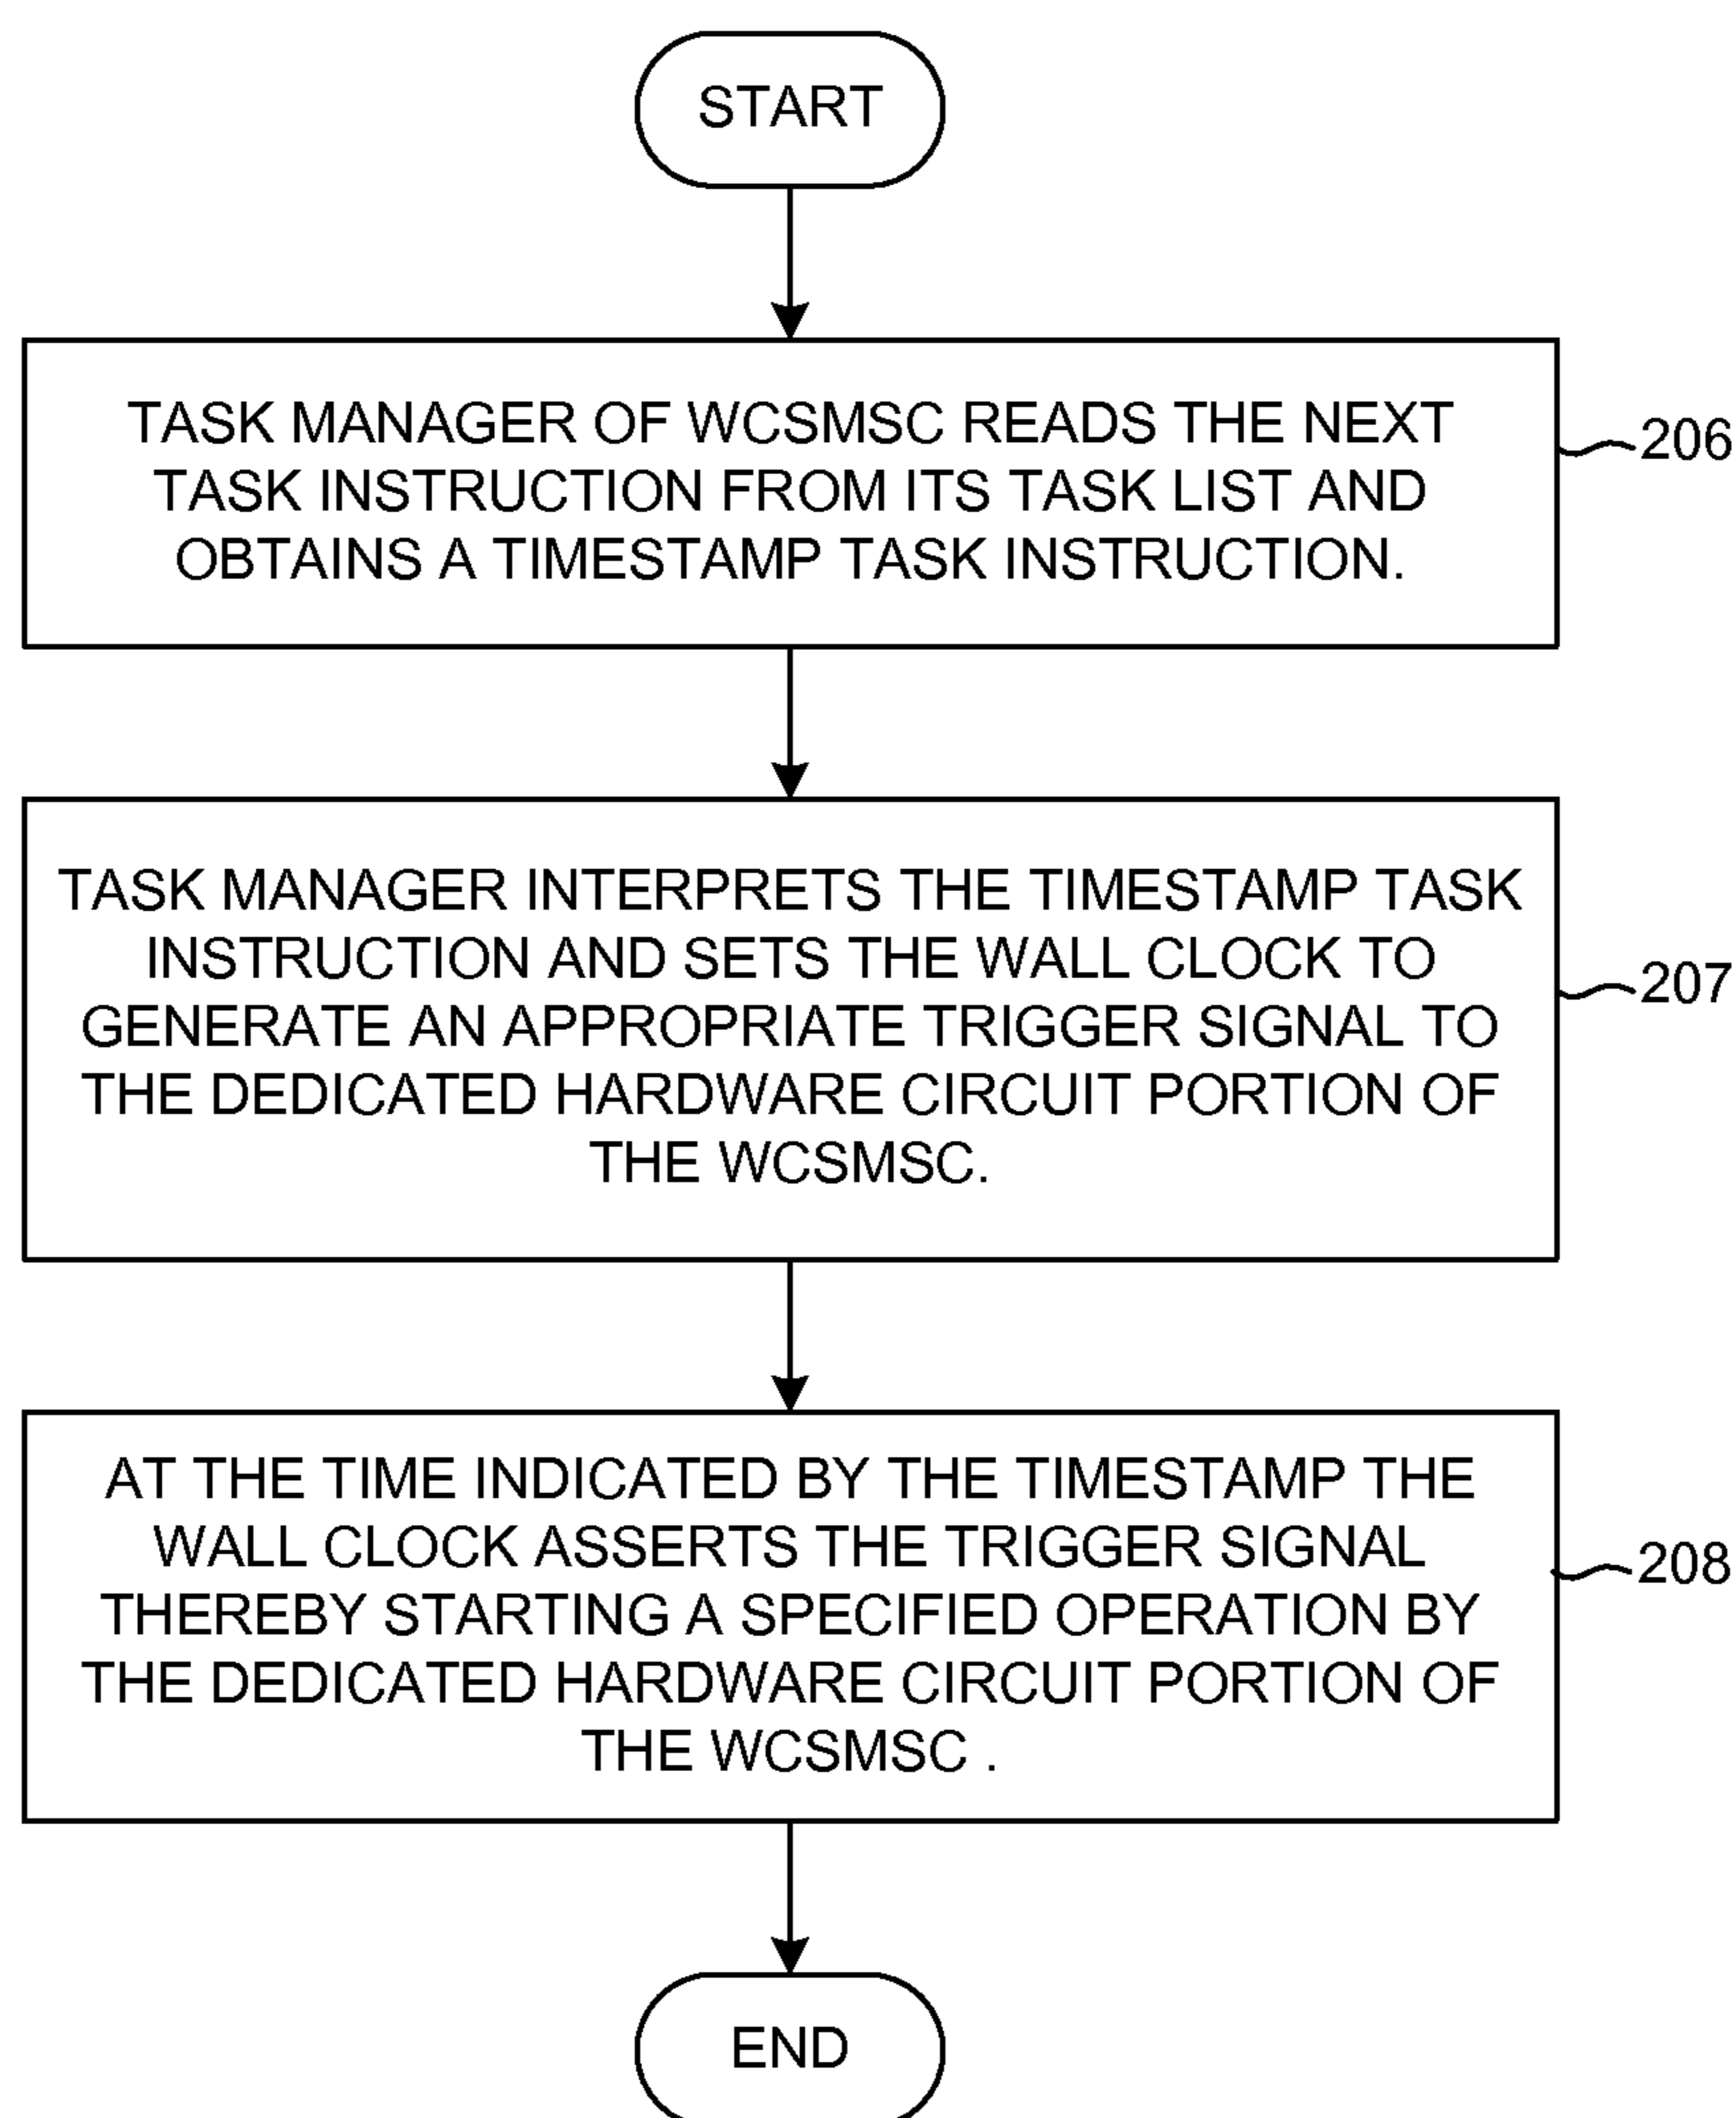 START
TASK MANAGER OF WCSMSC READS THE NEXT
TASK INSTRUCTION FROM ITS TASK LIST AND
OBTAINS A TIMESTAMP TASK INSTRUCTION.
206
TASK MANAGER INTERPRETS THE TIMESTAMP TASK
INSTRUCTION AND SETS THE WALL CLOCK TO
GENERATE AN APPROPRIATE TRIGGER SIGNAL TO
THE DEDICATED HARDWARE CIRCUIT PORTION OF
THE WCSMSC.
207
AT THE TIME INDICATED BY THE TIMESTAMP THE
WALL CLOCK ASSERTS THE TRIGGER SIGNAL
THEREBY STARTING A SPECIFIED OPERATION BY
THE DEDICATED HARDWARE CIRCUIT PORTION OF
THE WCSMSC .
208
END